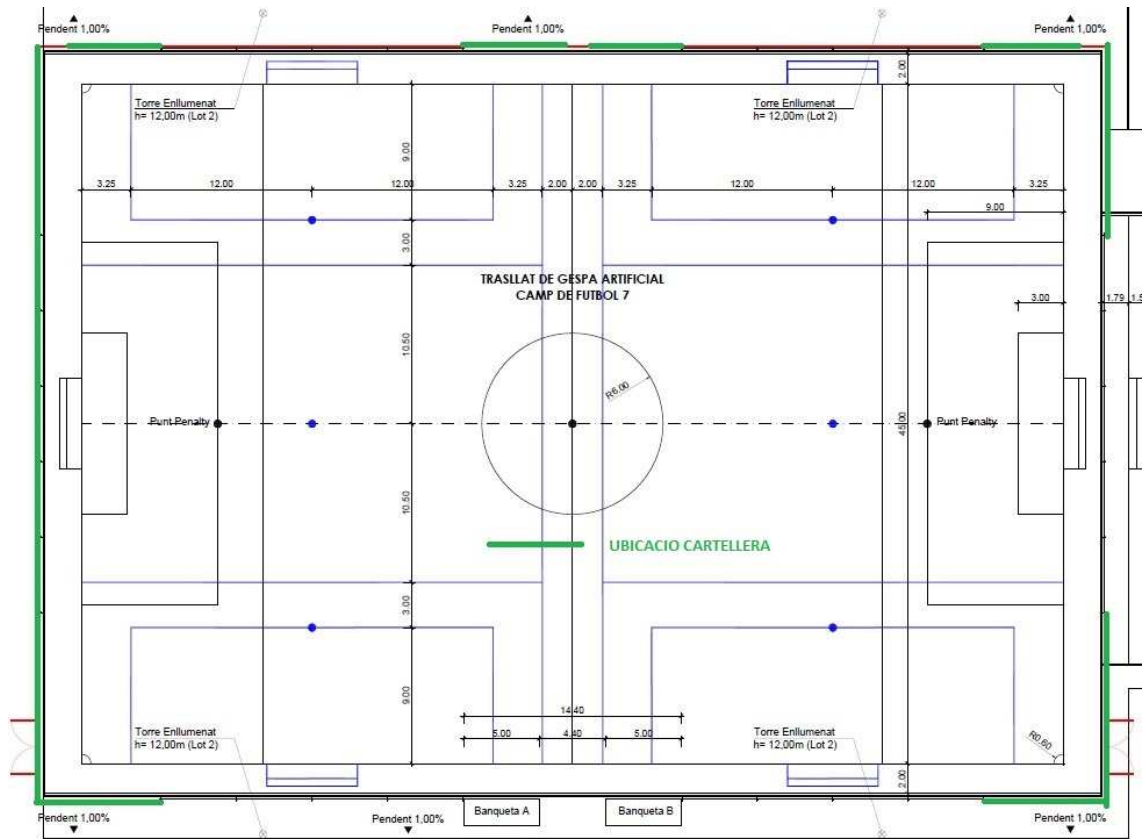 Pendent 1,00%
Pendent 1,00%
Pendent 1,00%
2.00
Torre Enllumenat
h= 12,00m (Lot 2)
Torre Enllumenat
h= 12,00m (Lot 2)
9.00
3.25
12.00
12.00
3.25
2.00
2.00
3.25
12.00
12.00
3.25
9.00
3.00
TRASLLAT DE GESPA ARTIFICIAL
CAMP DE FUTBOL 7
3.00
1.79
10.50
R6.00
Punt Penalty
45.00
Punt Penalty
10.50
UBICACIO CARTELLERA
3.00
9.00
14.40
5.00
4.40
5.00
Torre Enllumenat
h= 12,00m (Lot 2)
Torre Enllumenat
h= 12,00m (Lot 2)
R0.60
2.00
Banqueta A
Banqueta B
Pendent 1,00%
Pendent 1,00%
Pendent 1,00%